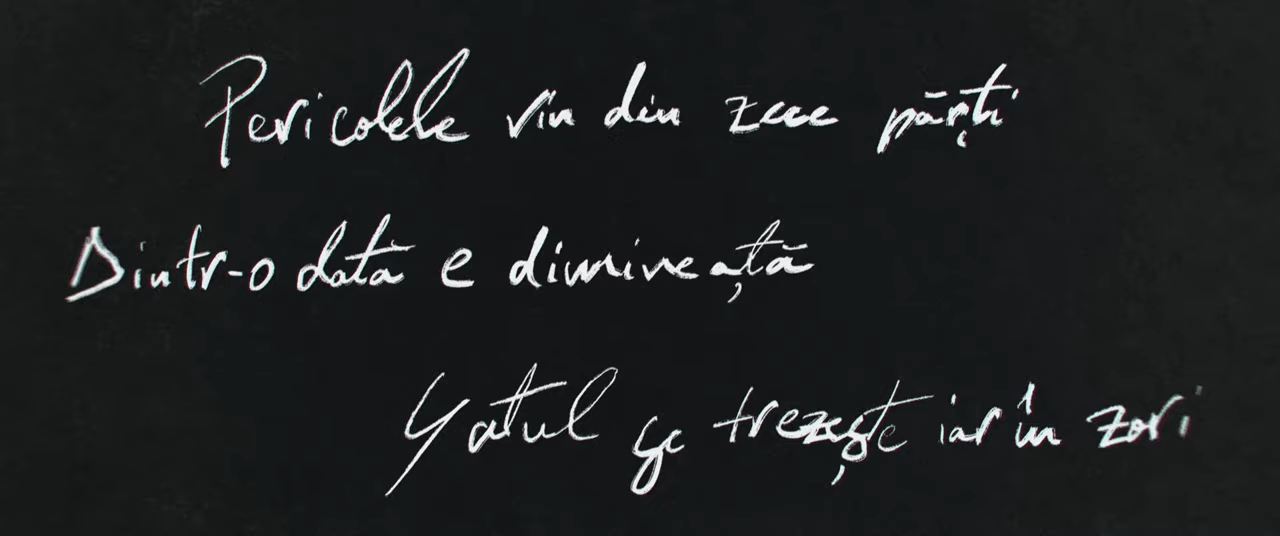 Pericolele vin din zece părți
Dintr-o dată e dimineață
Yatul se trezește iar în zori